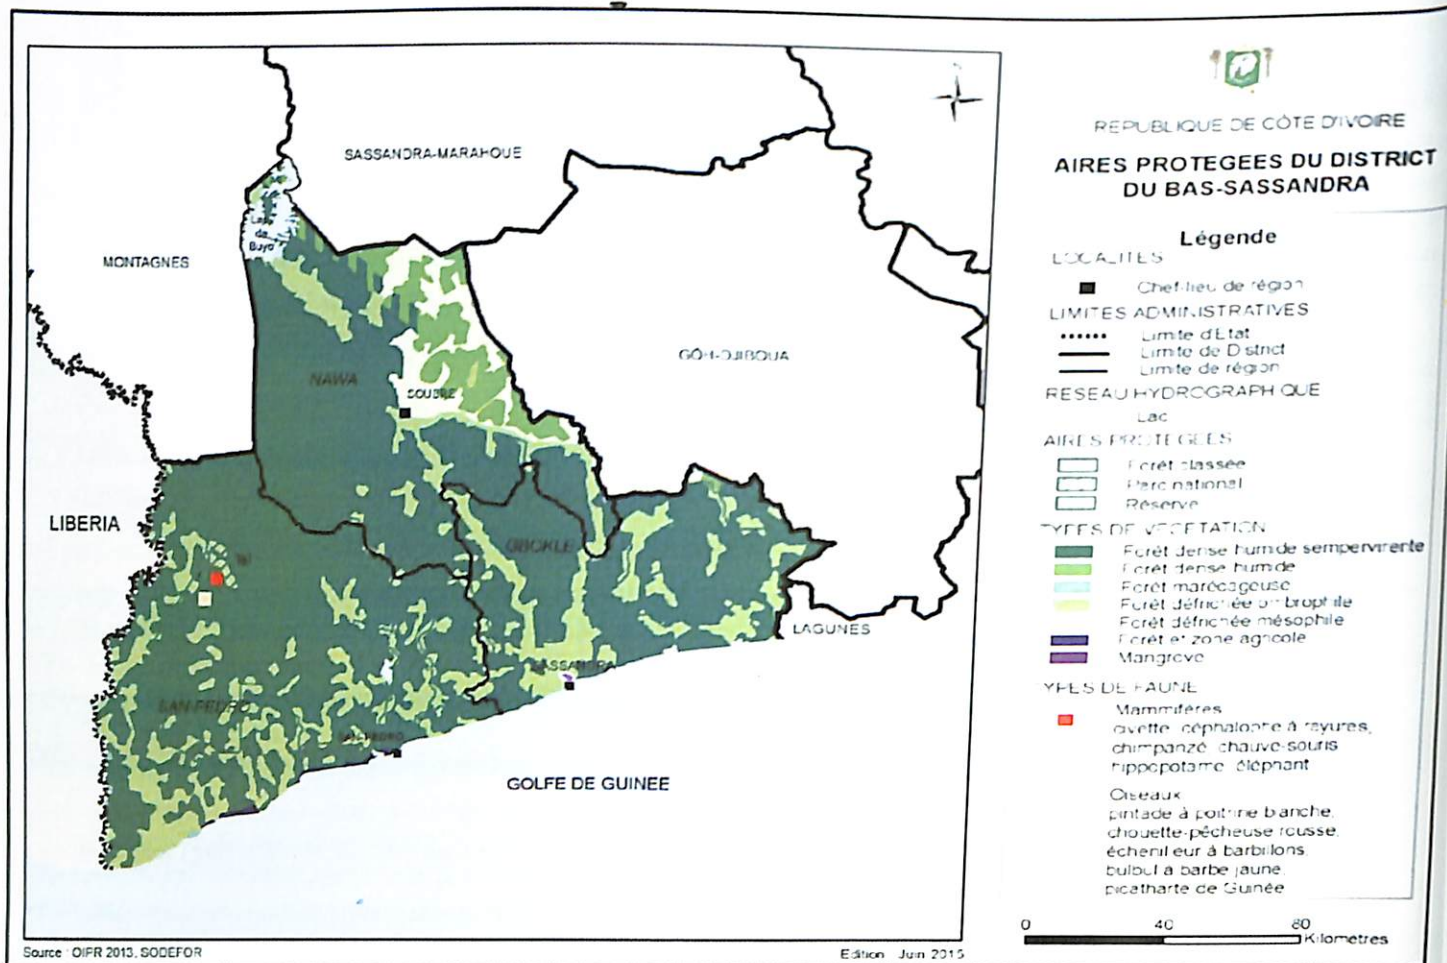 SASSANDRA-MARAHOUE
MONTAGNES
Lac
de
Buyo
GÔH-DJIBOUA
NAWA
SOUBRE
LIBERIA
GBOKLE
LAGUNES
SASSANDRA
SAN-PEDRO
SAN-PEDRO
GOLFE DE GUINEE
Source : OIPR 2013, SODEFOR
Edition : Juin 2015
REPUBLIQUE DE CÔTE D'IVOIRE
AIRES PROTEGEES DU DISTRICT
DU BAS-SASSANDRA
Légende
LOCALITES
Chef-lieu de région
LIMITES ADMINISTRATIVES
Limite d'Etat
Limite de District
Limite de région
RESEAU HYDROGRAPHIQUE
Lac
AIRES PROTEGEES
Forêt classée
Parc national
Réserve
TYPES DE VEGETATION
Forêt dense humide sempervirente
Forêt dense humide
Forêt marécageuse
Forêt défrichée ombrophile
Forêt défrichée mésophile
Forêt et zone agricole
Mangrove
YPES DE FAUNE
Mammifères
céphalophe à rayures,
chimpanzé, chauve-souris
hippopotame, éléphant
Oiseaux
pintade à poitrine blanche,
chouette-pêcheuse rousse,
échenilleur à barbillons,
bulbul à barbe jaune,
picatharte de Guinée
0 40 80
Kilomètres